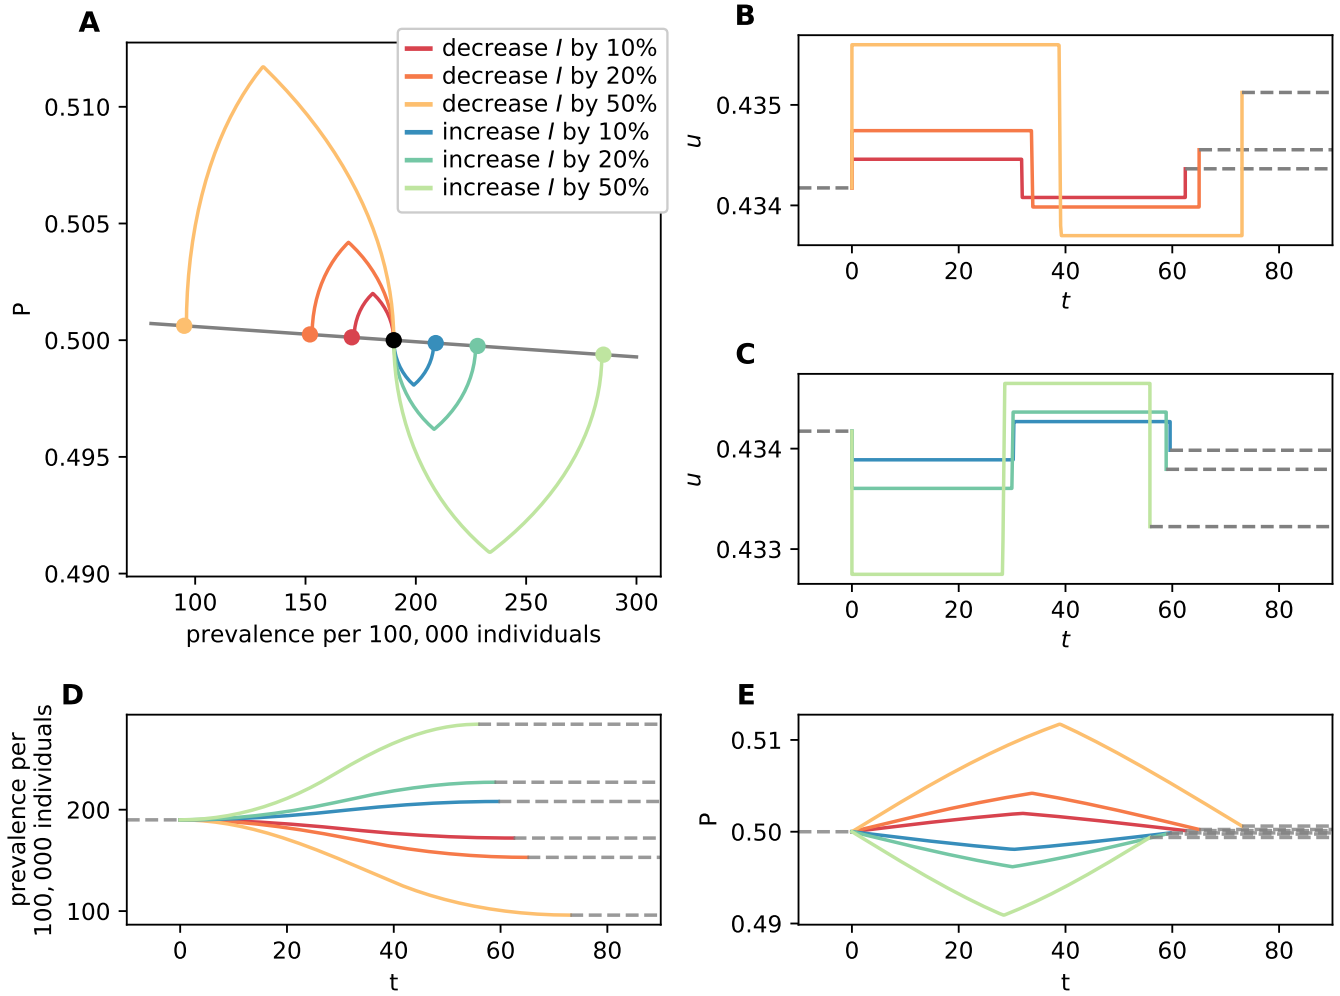 A
decrease I by 10%
decrease I by 20%
decrease I by 50%
increase I by 10%
increase I by 20%
increase I by 50%
0.510
0.505
0.500
0.495
0.490
P
100
150
200
250
300
prevalence per 100,000 individuals
B
0.435
0.434
u
0
20
40
60
80
t
C
0.434
0.433
u
0
20
40
60
80
t
D
prevalence per
100,000 individuals
200
100
0
20
40
60
80
t
E
0.51
0.50
0.49
P
0
20
40
60
80
t